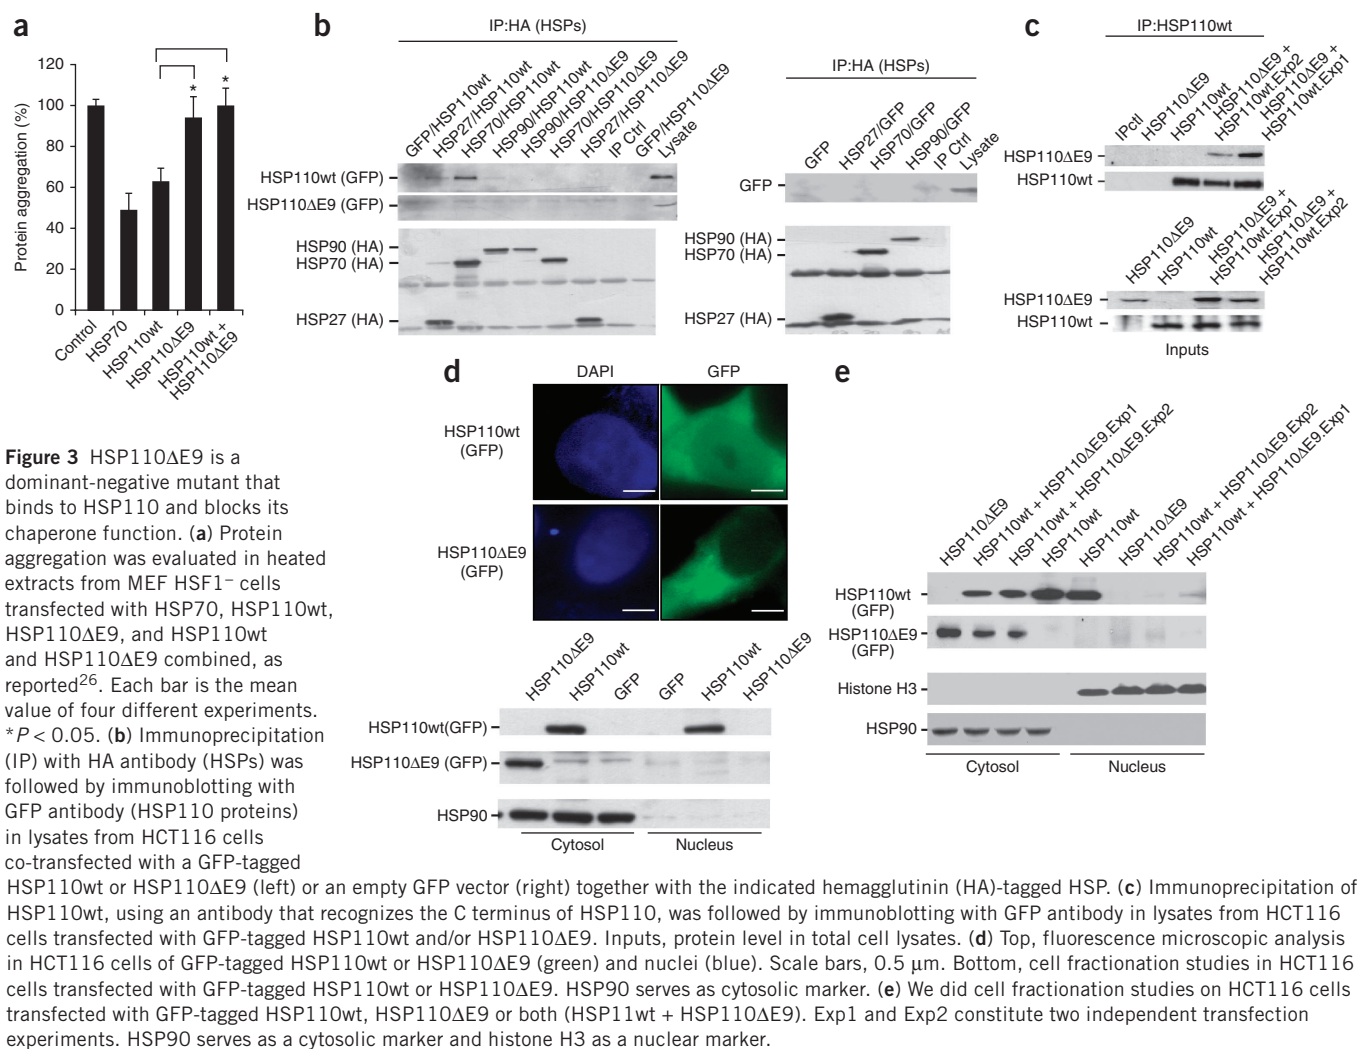 a
120
100
80
60
40
20
0
Protein aggregation (%)
*
*
Control
HSP70
HSP110wt
HSP110ΔE9
HSP110wt +
HSP110ΔE9
b
IP:HA (HSPs)
GFP/HSP110wt
HSP27/HSP110wt
HSP70/HSP110wt
HSP90/HSP110wt
HSP90/HSP110ΔE9
HSP70/HSP110ΔE9
HSP27/HSP110ΔE9
IP Ctrl
GFP/HSP110ΔE9
Lysate
HSP110wt (GFP)
HSP110ΔE9 (GFP)
HSP90 (HA)
HSP70 (HA)
HSP27 (HA)
IP:HA (HSPs)
GFP
HSP27/GFP
HSP70/GFP
HSP90/GFP
IP Ctrl
Lysate
GFP
HSP90 (HA)
HSP70 (HA)
HSP27 (HA)
c
IP:HSP110wt
IPctl
HSP110ΔE9
HSP110wt
HSP110ΔE9 +
HSP110wt.Exp2
HSP110ΔE9 +
HSP110wt.Exp1
HSP110ΔE9
HSP110wt
HSP110ΔE9
HSP110wt
HSP110ΔE9 +
HSP110wt.Exp1
HSP110ΔE9 +
HSP110wt.Exp2
HSP110ΔE9
HSP110wt
Inputs
d
DAPI
GFP
HSP110wt
(GFP)
HSP110ΔE9
(GFP)
HSP110ΔE9
HSP110wt
GFP
GFP
HSP110wt
HSP110ΔE9
HSP110wt(GFP)
HSP110ΔE9 (GFP)
HSP90
Cytosol
Nucleus
e
HSP110ΔE9
HSP110wt + HSP110ΔE9.Exp1
HSP110wt + HSP110ΔE9.Exp2
HSP110wt
HSP110wt
HSP110ΔE9
HSP110wt + HSP110ΔE9.Exp2
HSP110wt + HSP110ΔE9.Exp1
HSP110wt
(GFP)
HSP110ΔE9
(GFP)
Histone H3
HSP90
Cytosol
Nucleus
Figure 3 HSP110ΔE9 is a
dominant-negative mutant that
binds to HSP110 and blocks its
chaperone function. (a) Protein
aggregation was evaluated in heated
extracts from MEF HSF1⁻ cells
transfected with HSP70, HSP110wt,
HSP110ΔE9, and HSP110wt
and HSP110ΔE9 combined, as
reported²⁶. Each bar is the mean
value of four different experiments.
*P < 0.05. (b) Immunoprecipitation
(IP) with HA antibody (HSPs) was
followed by immunoblotting with
GFP antibody (HSP110 proteins)
in lysates from HCT116 cells
co-transfected with a GFP-tagged
HSP110wt or HSP110ΔE9 (left) or an empty GFP vector (right) together with the indicated hemagglutinin (HA)-tagged HSP. (c) Immunoprecipitation of
HSP110wt, using an antibody that recognizes the C terminus of HSP110, was followed by immunoblotting with GFP antibody in lysates from HCT116
cells transfected with GFP-tagged HSP110wt and/or HSP110ΔE9. Inputs, protein level in total cell lysates. (d) Top, fluorescence microscopic analysis
in HCT116 cells of GFP-tagged HSP110wt or HSP110ΔE9 (green) and nuclei (blue). Scale bars, 0.5 μm. Bottom, cell fractionation studies in HCT116
cells transfected with GFP-tagged HSP110wt or HSP110ΔE9. HSP90 serves as cytosolic marker. (e) We did cell fractionation studies on HCT116 cells
transfected with GFP-tagged HSP110wt, HSP110ΔE9 or both (HSP11wt + HSP110ΔE9). Exp1 and Exp2 constitute two independent transfection
experiments. HSP90 serves as a cytosolic marker and histone H3 as a nuclear marker.